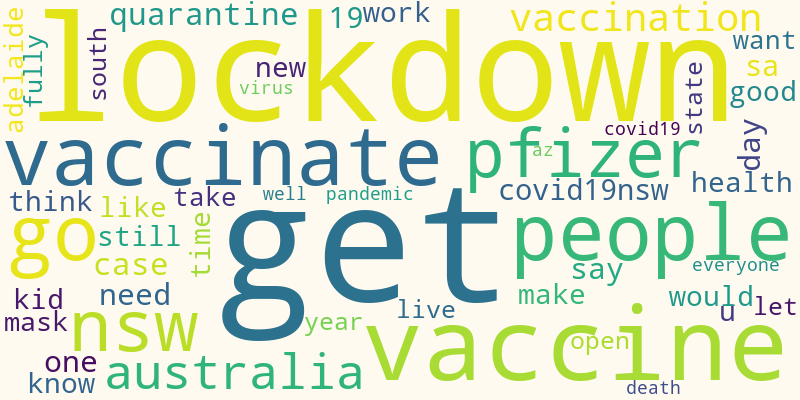 quarantine 19 work vaccination
adelaide fully lockdown south want
new state sa
virus good
covid19 day
vaccinate pfizer az
health
think like take well pandemic covid19nsw
get
go still time people
case say everyone
kid need make would
mask nsw live u let
year vaccine open
one australia
know death